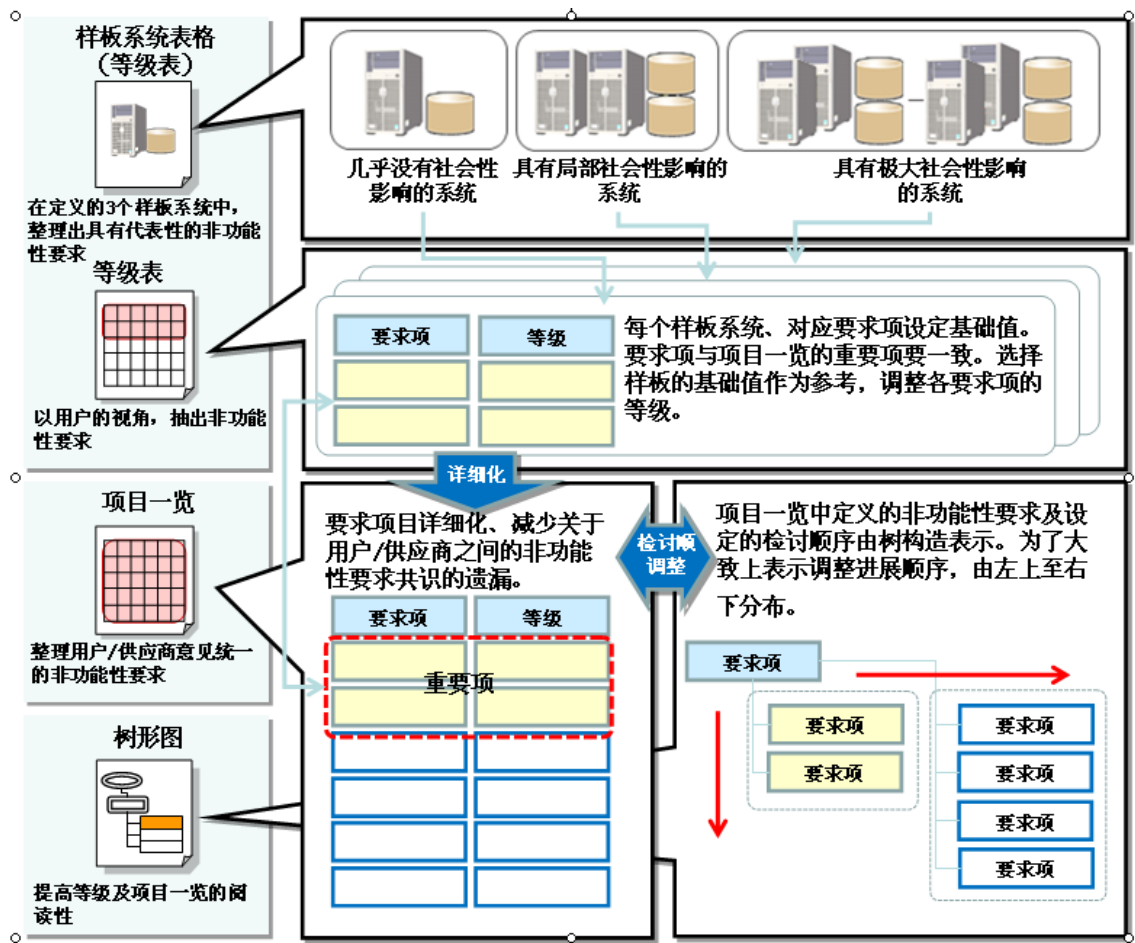 样板系统表格
（等级表）
在定义的3个样板系统中，
整理出具有代表性的非功能
性要求
几乎没有社会性
影响的系统
具有局部社会性影响的
系统
具有极大社会性影响
的系统
等级表
以用户的视角，抽出非功能
性要求
要求项
等级
每个样板系统、对应要求项设定基础值。
要求项与项目一览的重要项要一致。选择
样板的基础值作为参考，调整各要求项的
等级。
详细化
项目一览
整理用户/供应商意见统一
的非功能性要求
要求项目详细化、减少关于
用户/供应商之间的非功能
性要求共识的遗漏。
要求项
等级
重要项
检讨顺
调整
项目一览中定义的非功能性要求及设
定的检讨顺序由树构造表示。为了大
致上表示调整进展顺序，由左上至右
下分布。
要求项
要求项
要求项
要求项
要求项
要求项
要求项
树形图
提高等级及项目一览的阅
读性